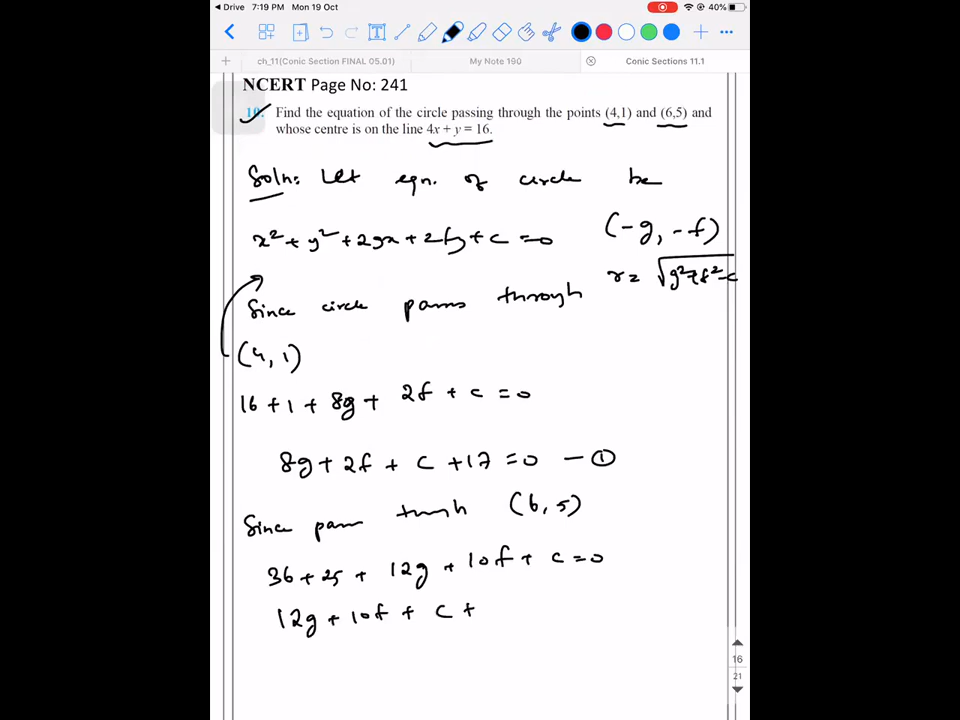 Drive 7:19 PM Mon 19 Oct 40%
ch_11(Conic Section FINAL 05.01) My Note 190 Conic Sections 11.1
NCERT Page No: 241
10. Find the equation of the circle passing through the points (4,1) and (6,5) and
whose centre is on the line 4x + y = 16.
Soln: Let eqn. of circle be
x² + y² + 2gx + 2fy + c = 0 (-g, -f)
r = √g²+f²-c
Since circle passes through
(4, 1)
16 + 1 + 8g + 2f + c = 0
8g + 2f + c + 17 = 0 — ①
Since pass through (6, 5)
36 + 25 + 12g + 10f + c = 0
12g + 10f + c +
16
21